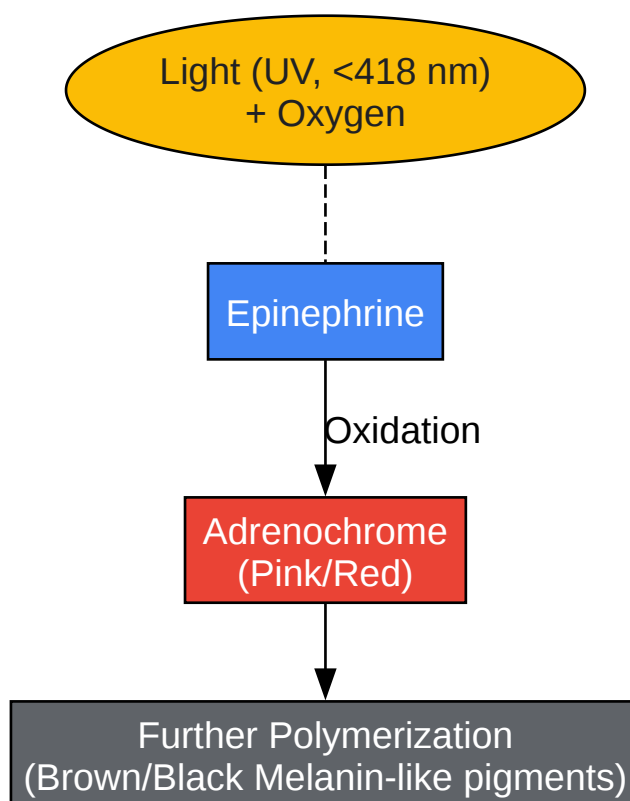 Light (UV, <418 nm)
+ Oxygen
Epinephrine
Oxidation
Adrenochrome
(Pink/Red)
Further Polymerization
(Brown/Black Melanin-like pigments)